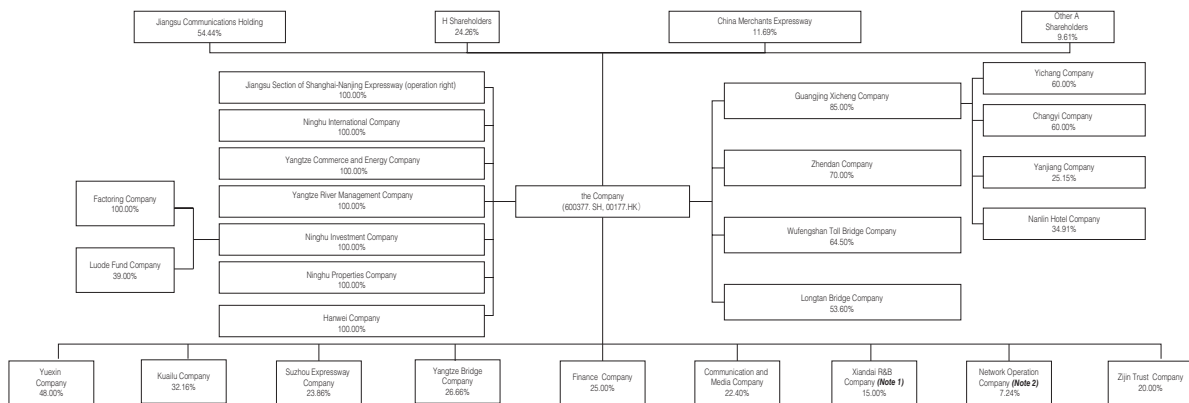 Jiangsu Communications Holding
54.44%
H Shareholders
24.26%
China Merchants Expressway
11.69%
Other A
Shareholders
9.61%
Jiangsu Section of Shanghai-Nanjing Expressway (operation right)
100.00%
Ninghu International Company
100.00%
Yangtze Commerce and Energy Company
100.00%
Yangtze River Management Company
100.00%
Ninghu Investment Company
100.00%
Ninghu Properties Company
100.00%
Hanwei Company
100.00%
Factoring Company
100.00%
Luode Fund Company
39.00%
the Company
(600377. SH, 00177.HK）
Guangjing Xicheng Company
85.00%
Zhendan Company
70.00%
Wufengshan Toll Bridge Company
64.50%
Longtan Bridge Company
53.60%
Yichang Company
60.00%
Changyi Company
60.00%
Yanjiang Company
25.15%
Nanlin Hotel Company
34.91%
Yuexin
Company
48.00%
Kuailu Company
32.16%
Suzhou Expressway
Company
23.86%
Yangtze Bridge
Company
26.66%
Finance Company
25.00%
Communication and
Media Company
22.40%
Xiandai R&B
Company (Note 1)
15.00%
Network Operation
Company (Note 2)
7.24%
Zijin Trust Company
20.00%